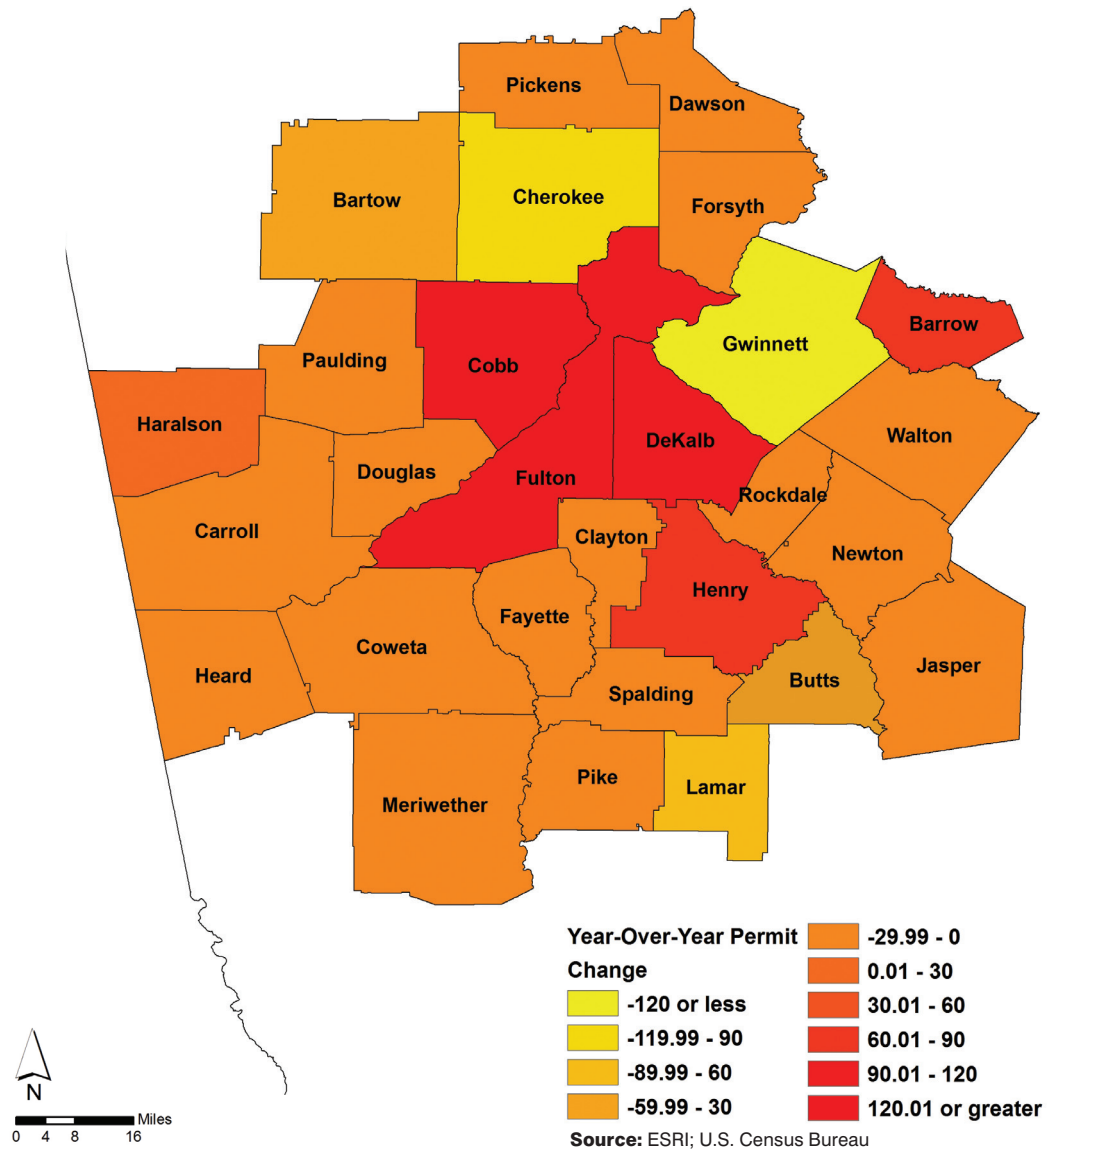 Pickens
Dawson
Bartow
Cherokee
Forsyth
Barrow
Gwinnett
Paulding
Cobb
Haralson
Walton
DeKalb
Douglas
Fulton
Rockdale
Carroll
Clayton
Newton
Henry
Fayette
Coweta
Jasper
Heard
Butts
Spalding
Pike
Lamar
Meriwether
Year-Over-Year Permit
Change
-120 or less
-119.99 - 90
-89.99 - 60
-59.99 - 30
-29.99 - 0
0.01 - 30
30.01 - 60
60.01 - 90
90.01 - 120
120.01 or greater
Source: ESRI; U.S. Census Bureau
N
Miles
0 4 8 16